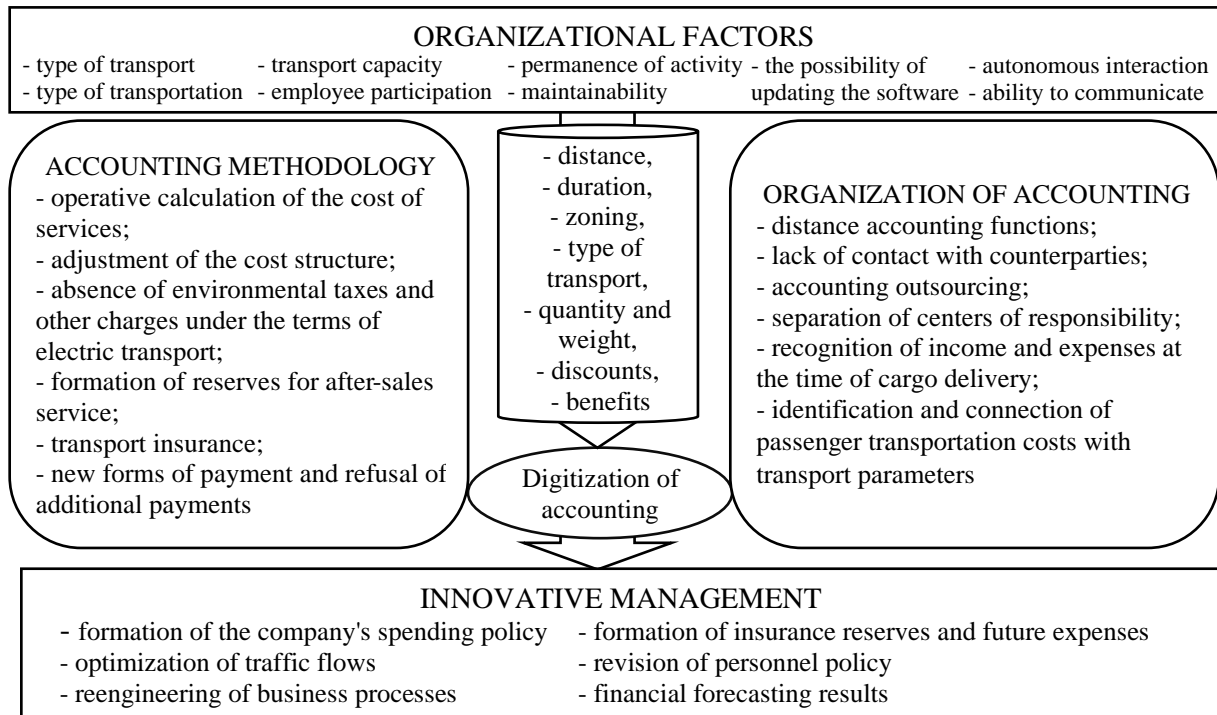 ORGANIZATIONAL FACTORS
- type of transport
- type of transportation
- transport capacity
- employee participation
- permanence of activity
- maintainability
- the possibility of
updating the software
- autonomous interaction
- ability to communicate
ACCOUNTING METHODOLOGY
- operative calculation of the cost of
services;
- adjustment of the cost structure;
- absence of environmental taxes and
other charges under the terms of
electric transport;
- formation of reserves for after-sales
service;
- transport insurance;
- new forms of payment and refusal of
additional payments
- distance,
- duration,
- zoning,
- type of
transport,
- quantity and
weight,
- discounts,
- benefits
Digitization of
accounting
ORGANIZATION OF ACCOUNTING
- distance accounting functions;
- lack of contact with counterparties;
- accounting outsourcing;
- separation of centers of responsibility;
- recognition of income and expenses at
the time of cargo delivery;
- identification and connection of
passenger transportation costs with
transport parameters
INNOVATIVE MANAGEMENT
- formation of the company's spending policy
- optimization of traffic flows
- reengineering of business processes
- formation of insurance reserves and future expenses
- revision of personnel policy
- financial forecasting results